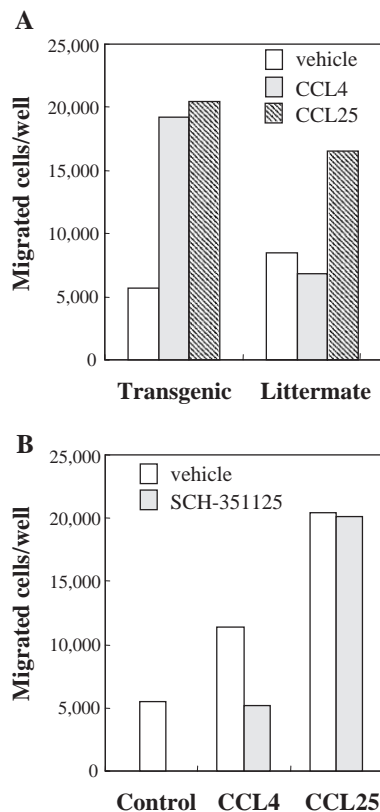 A
25,000
20,000
15,000
10,000
5,000
0
Migrated cells/well
vehicle
CCL4
CCL25
Transgenic Littermate
B
25,000
20,000
15,000
10,000
5,000
0
Migrated cells/well
vehicle
SCH-351125
Control CCL4 CCL25